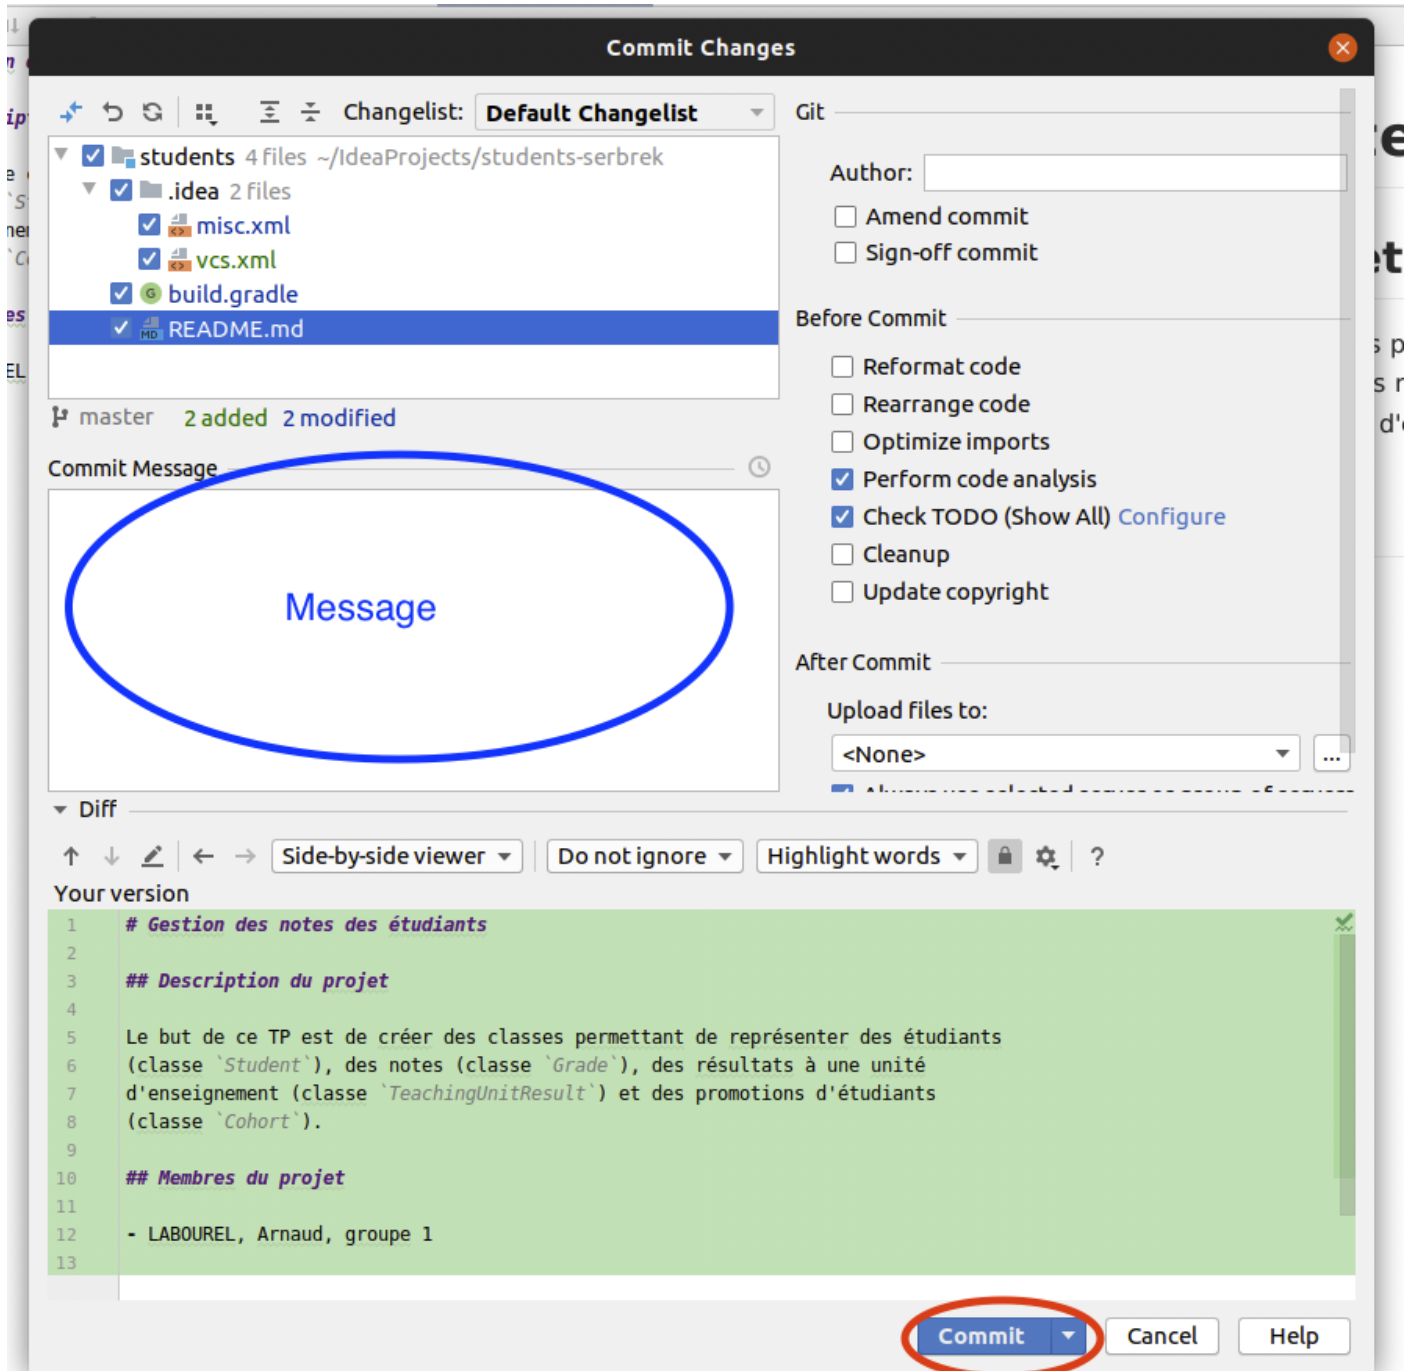 Commit Changes
Changelist: Default Changelist
students 4 files ~/IdeaProjects/students-serbrek
.idea 2 files
misc.xml
vcs.xml
build.gradle
README.md
master 2 added 2 modified
Commit Message
Message
Git
Author:
Amend commit
Sign-off commit
Before Commit
Reformat code
Rearrange code
Optimize imports
Perform code analysis
Check TODO (Show All) Configure
Cleanup
Update copyright
After Commit
Upload files to:
<None>
...
Diff
Side-by-side viewer Do not ignore Highlight words ?
Your version
1 # Gestion des notes des étudiants
2
3 ## Description du projet
4
5 Le but de ce TP est de créer des classes permettant de représenter des étudiants
6 (classe `Student`), des notes (classe `Grade`), des résultats à une unité
7 d'enseignement (classe `TeachingUnitResult`) et des promotions d'étudiants
8 (classe `Cohort`).
9
10 ## Membres du projet
11
12 - LABOUREL, Arnaud, groupe 1
13
Commit Cancel Help